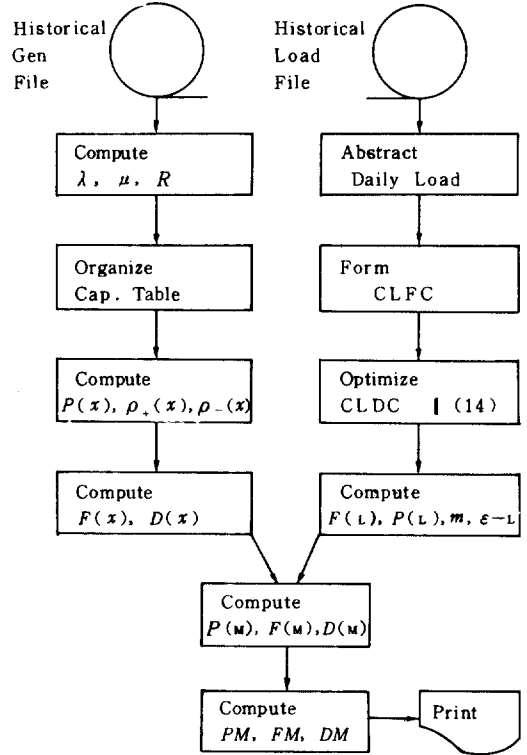 Historical
Gen
File
Historical
Load
File
Compute
λ, μ, R
Abstract
Daily Load
Organize
Cap. Table
Form
CLFC
Compute
P(x), ρ₊(x), ρ₋(x)
Optimize
CLDC | (14)
Compute
F(x), D(x)
Compute
F(L), P(L), m, ε~L
Compute
P(M), F(M), D(M)
Compute
PM, FM, DM
Print